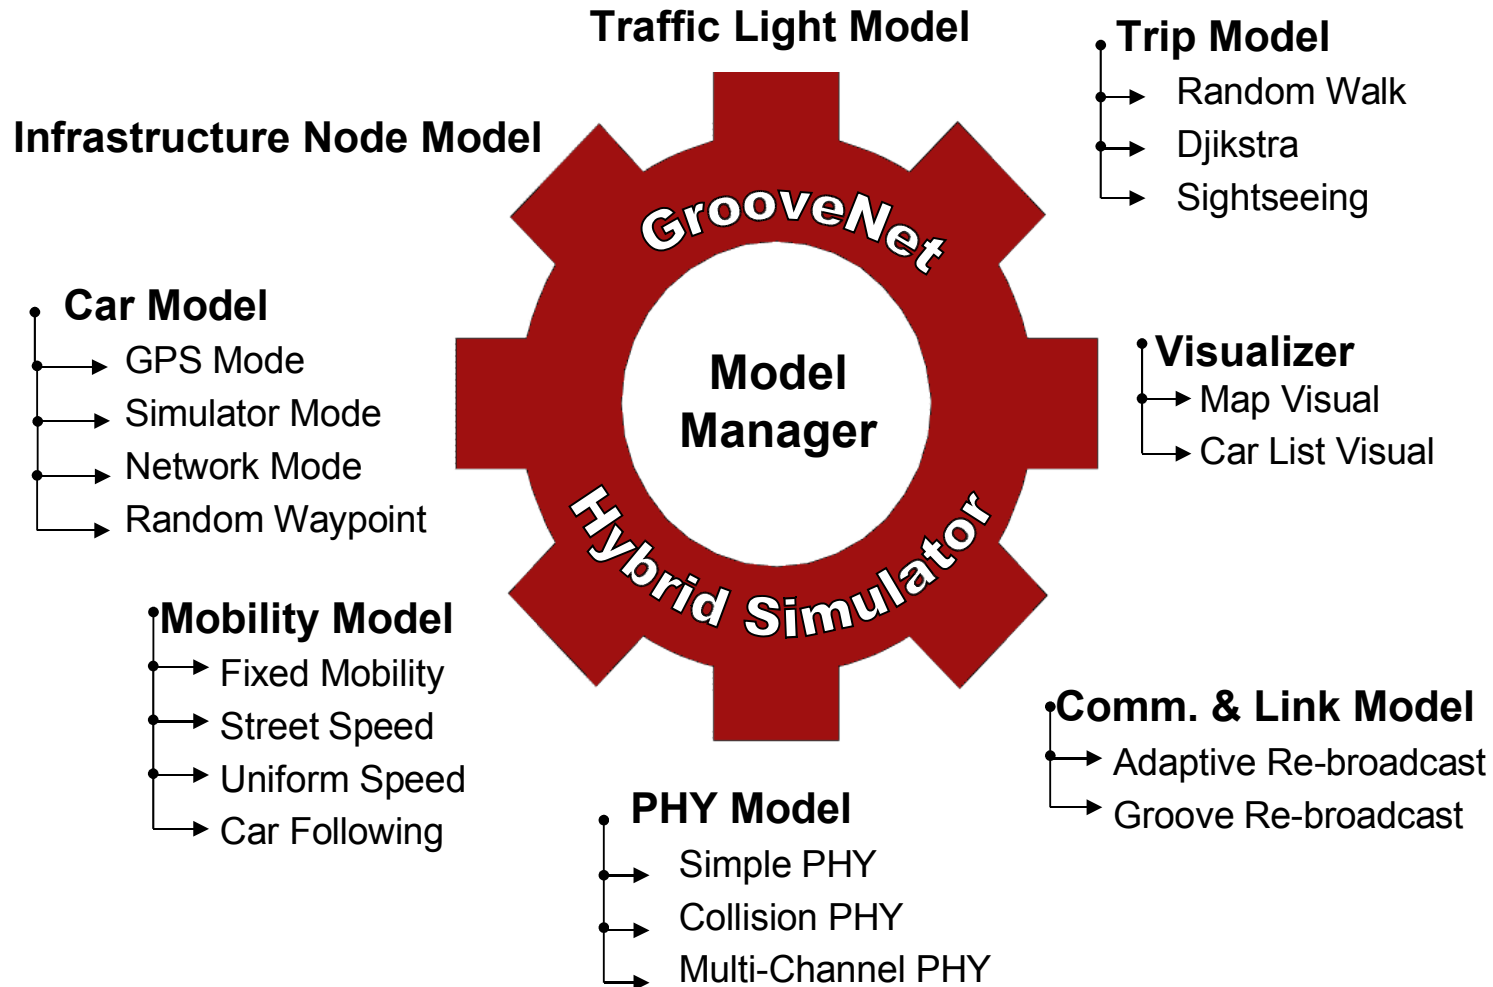 Traffic Light Model
Trip Model
Random Walk
Djikstra
Sightseeing
Infrastructure Node Model
GrooveNet
Car Model
GPS Mode
Simulator Mode
Network Mode
Random Waypoint
Model
Manager
Visualizer
Map Visual
Car List Visual
Hybrid Simulator
Mobility Model
Fixed Mobility
Street Speed
Uniform Speed
Car Following
PHY Model
Simple PHY
Collision PHY
Multi-Channel PHY
Comm. & Link Model
Adaptive Re-broadcast
Groove Re-broadcast